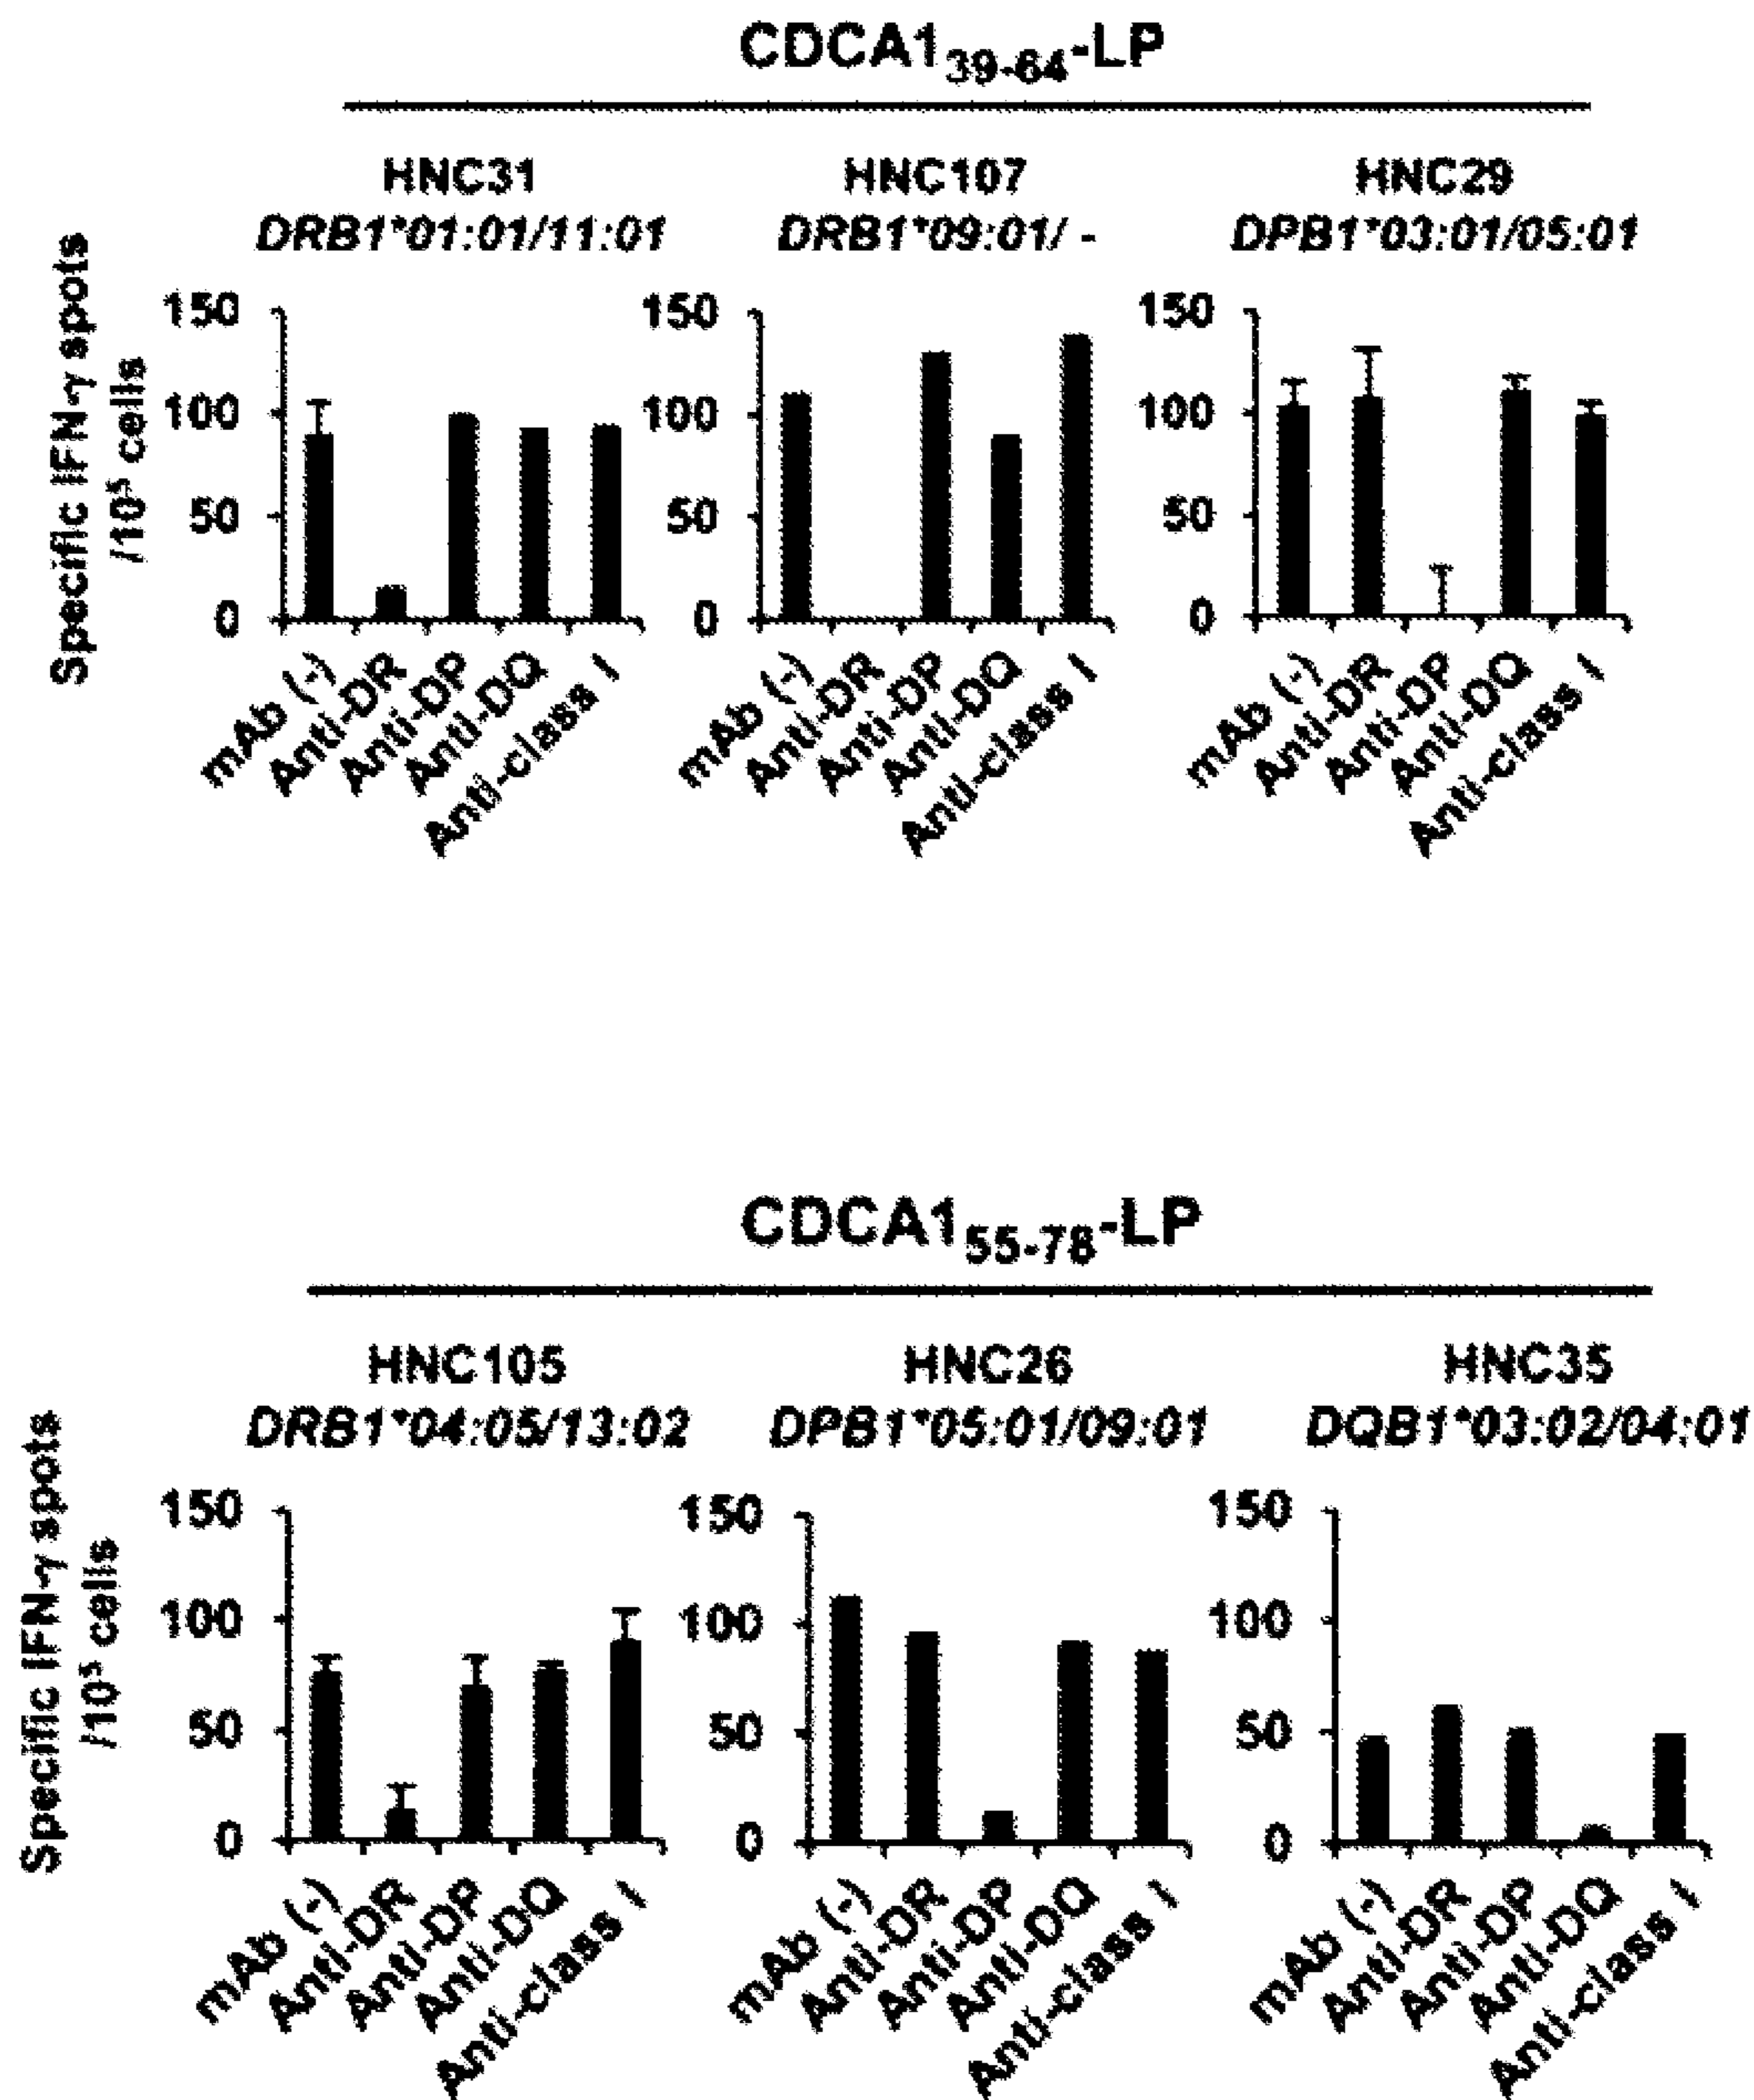 CDCA1₃₉₋₆₄-LP
HNC31 HNC107 HNC29
DRB1*01:01/11:01 DRB1*09:01/ - DPB1*03:01/05:01
Specific IFN-γ spots
/10⁵ cells
150 150 150
100 100 100
50 50 50
0 0 0
mAb (-) Anti-DR Anti-DP Anti-DQ Anti-class I
mAb (-) Anti-DR Anti-DP Anti-DQ Anti-class I
mAb (-) Anti-DR Anti-DP Anti-DQ Anti-class I
CDCA1₅₅₋₇₈-LP
HNC105 HNC26 HNC35
DRB1*04:05/13:02 DPB1*05:01/09:01 DQB1*03:02/04:01
Specific IFN-γ spots
/10⁵ cells
150 150 150
100 100 100
50 50 50
0 0 0
mAb (-) Anti-DR Anti-DP Anti-DQ Anti-class I
mAb (-) Anti-DR Anti-DP Anti-DQ Anti-class I
mAb (-) Anti-DR Anti-DP Anti-DQ Anti-class I